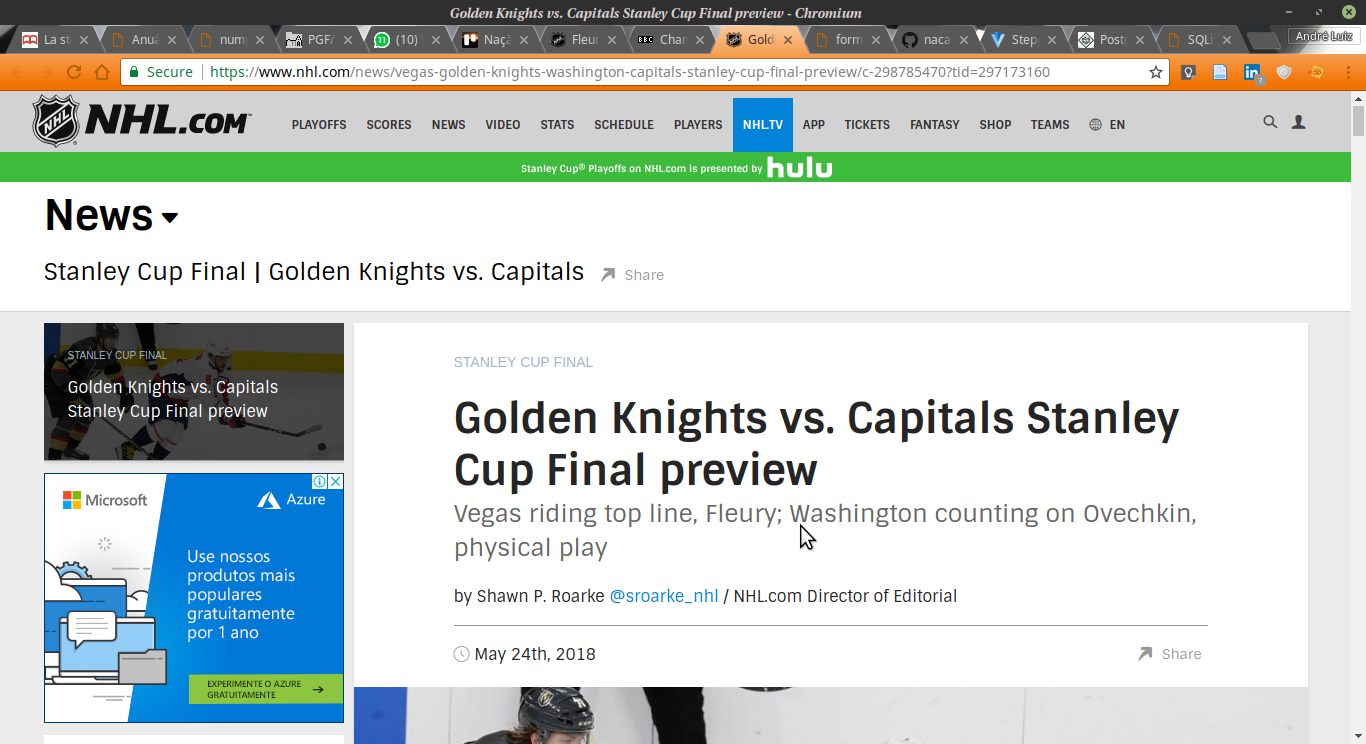 Golden Knights vs. Capitals Stanley Cup Final preview - Chromium
La st
Anuá
nump
PGF/
(10)
Naçã
Fleur
BBC Char
Gold
form
naca
Step
Post
SQLi
André Luiz
Secure https://www.nhl.com/news/vegas-golden-knights-washington-capitals-stanley-cup-final-preview/c-298785470?tid=297173160
NHL NHL.COM PLAYOFFS SCORES NEWS VIDEO STATS SCHEDULE PLAYERS NHL.TV APP TICKETS FANTASY SHOP TEAMS EN
Stanley Cup® Playoffs on NHL.com is presented by hulu
News
Stanley Cup Final | Golden Knights vs. Capitals Share
STANLEY CUP FINAL
Golden Knights vs. Capitals
Stanley Cup Final preview
Microsoft Azure
Use nossos
produtos mais
populares
gratuitamente
por 1 ano
EXPERIMENTE O AZURE
GRATUITAMENTE
STANLEY CUP FINAL
Golden Knights vs. Capitals Stanley
Cup Final preview
Vegas riding top line, Fleury; Washington counting on Ovechkin,
physical play
by Shawn P. Roarke @sroarke_nhl / NHL.com Director of Editorial
May 24th, 2018 Share